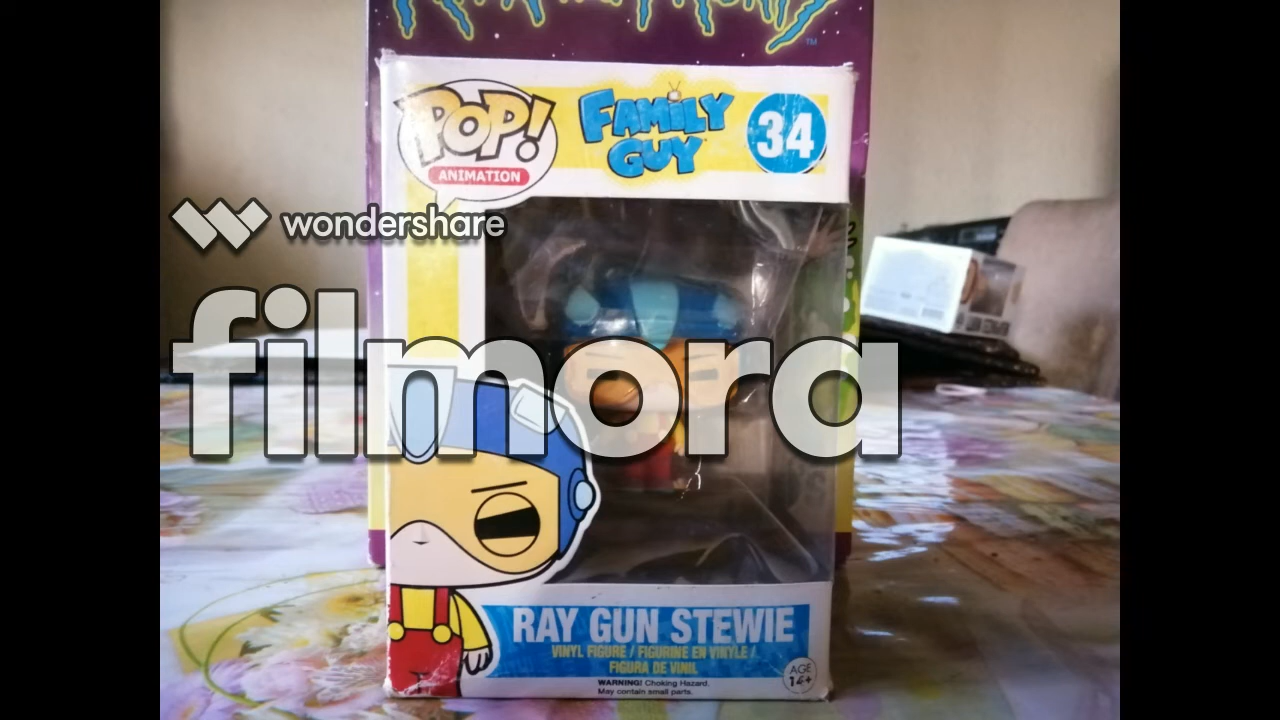 TM
POP!
ANIMATION
FAMILY
GUY
34
wondershare
filmora
RAY GUN STEWIE
VINYL FIGURE / FIGURINE EN VINYLE /
FIGURA DE VINIL
WARNING! Choking Hazard.
May contain small parts.
AGE
14+